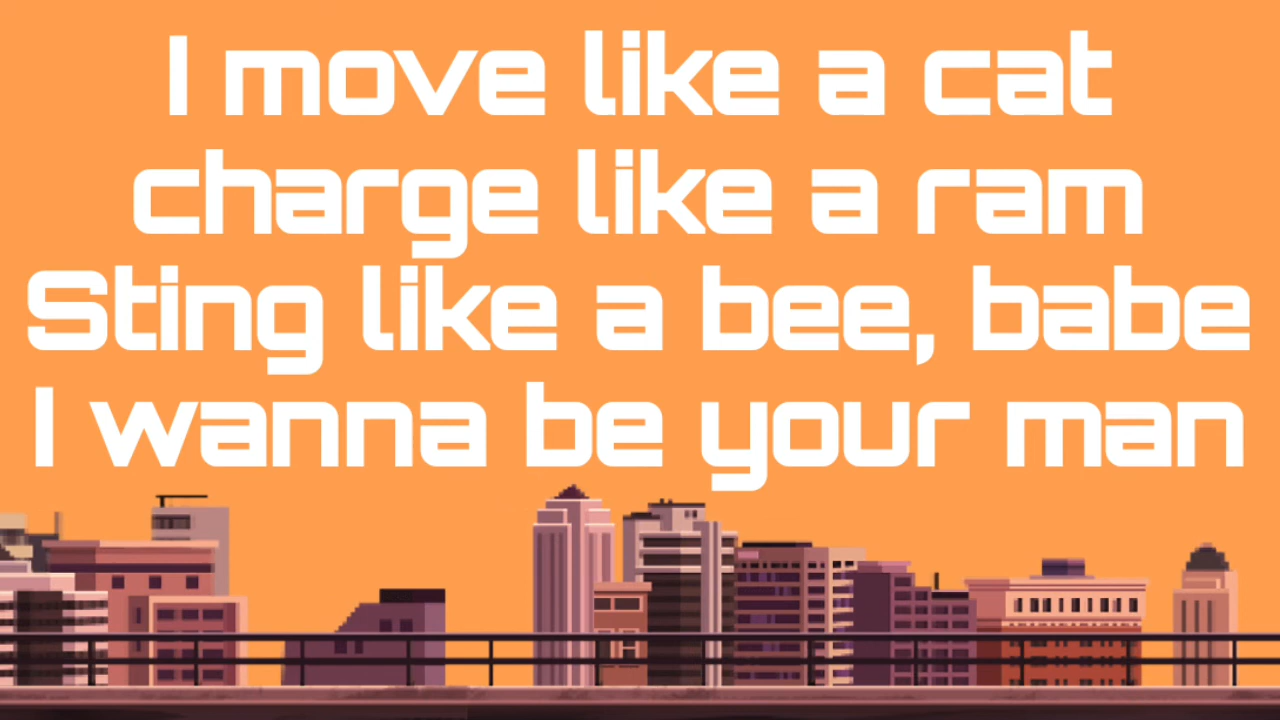 I move like a cat
charge like a ram
Sting like a bee, babe
I wanna be your man